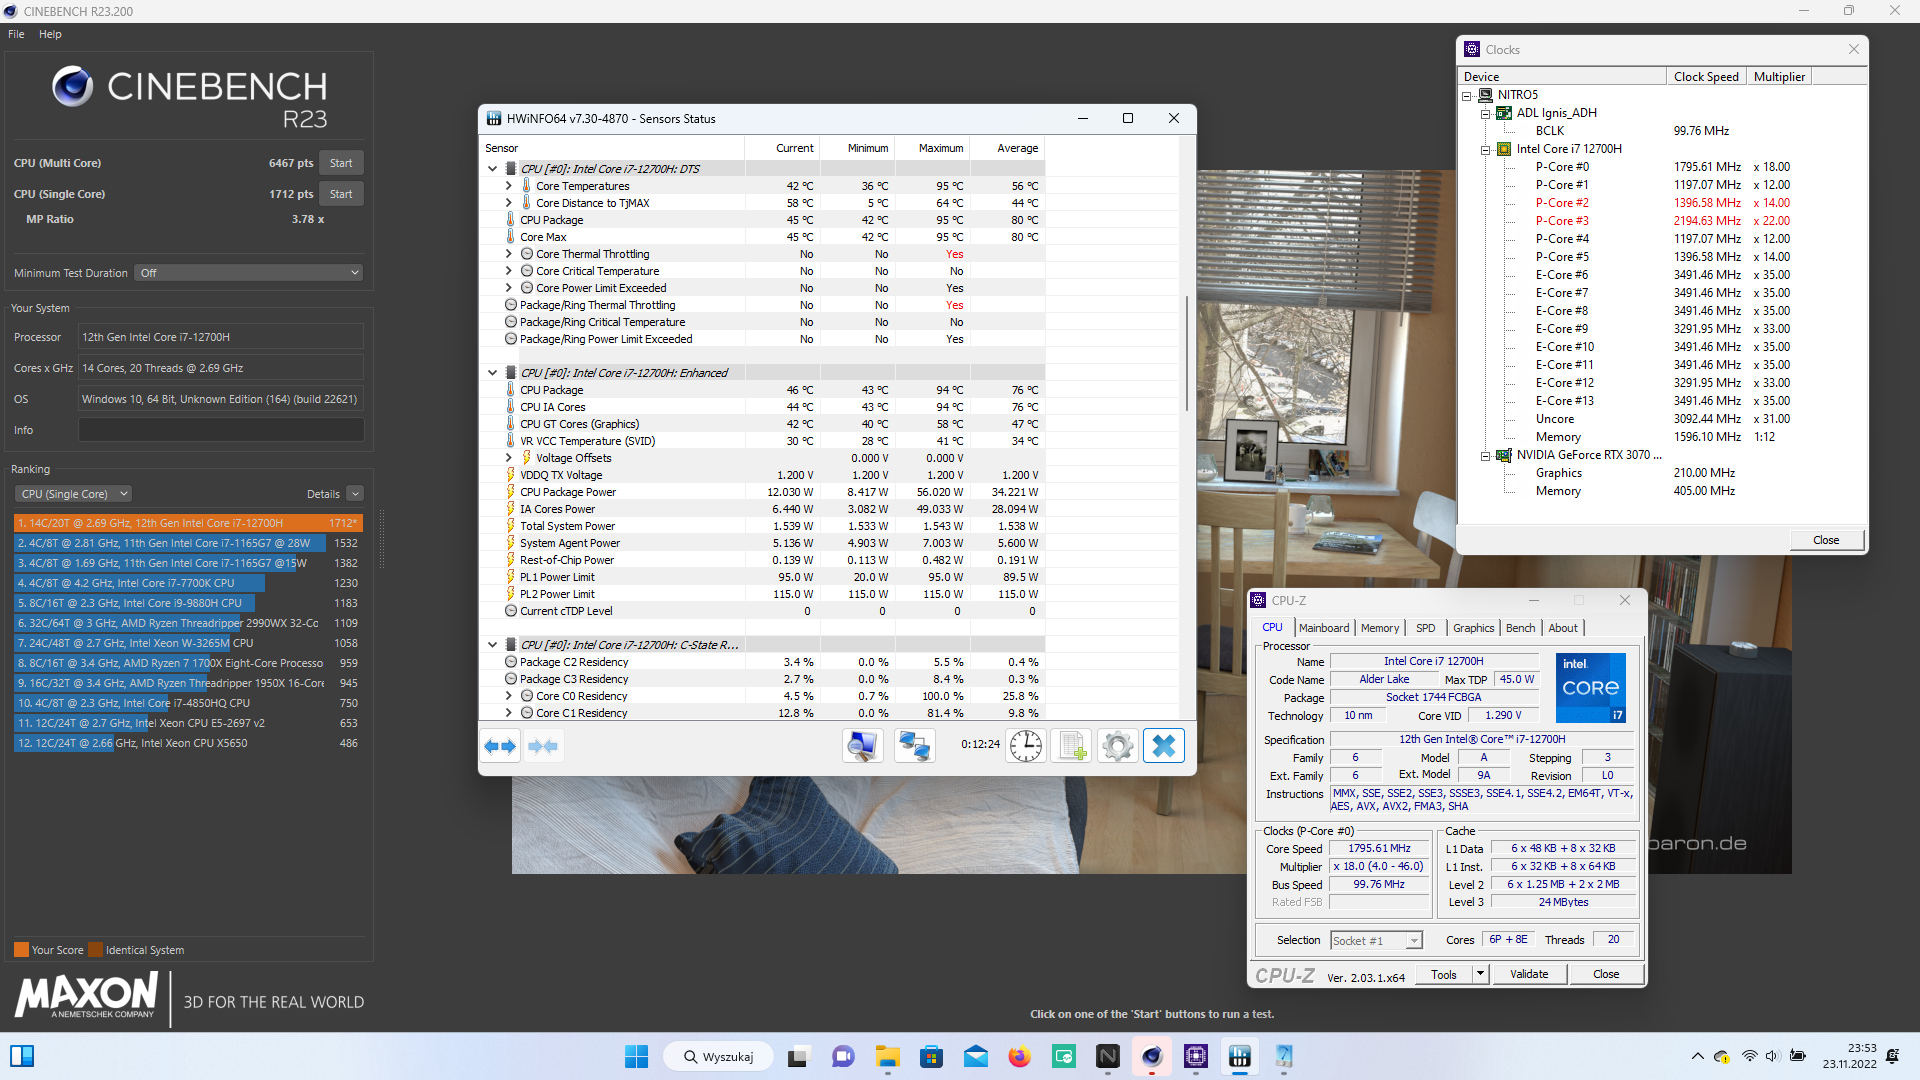 CINEBENCH R23.200
File Help
CINEBENCH
R23
CPU (Multi Core) 6467 pts Start
CPU (Single Core) 1712 pts Start
MP Ratio 3.78 x
Minimum Test Duration Off
Your System
Processor 12th Gen Intel Core i7-12700H
Cores x GHz 14 Cores, 20 Threads @ 2.69 GHz
OS Windows 10, 64 Bit, Unknown Edition (164) (build 22621)
Info
Ranking
CPU (Single Core) Details
1. 14C/20T @ 2.69 GHz, 12th Gen Intel Core i7-12700H 1712*
2. 4C/8T @ 2.81 GHz, 11th Gen Intel Core i7-1165G7 @ 28W 1532
3. 4C/8T @ 1.69 GHz, 11th Gen Intel Core i7-1165G7 @15W 1382
4. 4C/8T @ 4.2 GHz, Intel Core i7-7700K CPU 1230
5. 8C/16T @ 2.3 GHz, Intel Core i9-9880H CPU 1183
6. 32C/64T @ 3 GHz, AMD Ryzen Threadripper 2990WX 32-Co 1109
7. 24C/48T @ 2.7 GHz, Intel Xeon W-3265M CPU 1058
8. 8C/16T @ 3.4 GHz, AMD Ryzen 7 1700X Eight-Core Processo 959
9. 16C/32T @ 3.4 GHz, AMD Ryzen Threadripper 1950X 16-Core 945
10. 4C/8T @ 2.3 GHz, Intel Core i7-4850HQ CPU 750
11. 12C/24T @ 2.7 GHz, Intel Xeon CPU E5-2697 v2 653
12. 12C/24T @ 2.66 GHz, Intel Xeon CPU X5650 486
Your Score Identical System
MAXON
A NEMETSCHEK COMPANY
3D FOR THE REAL WORLD
HWiNFO64 v7.30-4870 - Sensors Status
Sensor Current Minimum Maximum Average
CPU [#0]: Intel Core i7-12700H: DTS
Core Temperatures 42 °C 36 °C 95 °C 56 °C
Core Distance to TjMAX 58 °C 5 °C 64 °C 44 °C
CPU Package 45 °C 42 °C 95 °C 80 °C
Core Max 45 °C 42 °C 95 °C 80 °C
Core Thermal Throttling No No Yes
Core Critical Temperature No No No
Core Power Limit Exceeded No No Yes
Package/Ring Thermal Throttling No No Yes
Package/Ring Critical Temperature No No No
Package/Ring Power Limit Exceeded No No Yes
CPU [#0]: Intel Core i7-12700H: Enhanced
CPU Package 46 °C 43 °C 94 °C 76 °C
CPU IA Cores 44 °C 43 °C 94 °C 76 °C
CPU GT Cores (Graphics) 42 °C 40 °C 58 °C 47 °C
VR VCC Temperature (SVID) 30 °C 28 °C 41 °C 34 °C
Voltage Offsets 0.000 V 0.000 V
VDDQ TX Voltage 1.200 V 1.200 V 1.200 V 1.200 V
CPU Package Power 12.030 W 8.417 W 56.020 W 34.221 W
IA Cores Power 6.440 W 3.082 W 49.033 W 28.094 W
Total System Power 1.539 W 1.533 W 1.543 W 1.538 W
System Agent Power 5.136 W 4.903 W 7.003 W 5.600 W
Rest-of-Chip Power 0.139 W 0.113 W 0.482 W 0.191 W
PL1 Power Limit 95.0 W 20.0 W 95.0 W 89.5 W
PL2 Power Limit 115.0 W 115.0 W 115.0 W 115.0 W
Current cTDP Level 0 0 0 0
CPU [#0]: Intel Core i7-12700H: C-State R...
Package C2 Residency 3.4 % 0.0 % 5.5 % 0.4 %
Package C3 Residency 2.7 % 0.0 % 8.4 % 0.3 %
Core C0 Residency 4.5 % 0.7 % 100.0 % 25.8 %
Core C1 Residency 12.8 % 0.0 % 81.4 % 9.8 %
0:12:24
Clocks
Device Clock Speed Multiplier
NITRO5
ADL Ignis_ADH
BCLK 99.76 MHz
Intel Core i7 12700H
P-Core #0 1795.61 MHz x 18.00
P-Core #1 1197.07 MHz x 12.00
P-Core #2 1396.58 MHz x 14.00
P-Core #3 2194.63 MHz x 22.00
P-Core #4 1197.07 MHz x 12.00
P-Core #5 1396.58 MHz x 14.00
E-Core #6 3491.46 MHz x 35.00
E-Core #7 3491.46 MHz x 35.00
E-Core #8 3491.46 MHz x 35.00
E-Core #9 3291.95 MHz x 33.00
E-Core #10 3491.46 MHz x 35.00
E-Core #11 3491.46 MHz x 35.00
E-Core #12 3291.95 MHz x 33.00
E-Core #13 3491.46 MHz x 35.00
Uncore 3092.44 MHz x 31.00
Memory 1596.10 MHz 1:12
NVIDIA GeForce RTX 3070 ...
Graphics 210.00 MHz
Memory 405.00 MHz
Close
CPU-Z
CPU Mainboard Memory SPD Graphics Bench About
Processor
Name Intel Core i7 12700H
Code Name Alder Lake Max TDP 45.0 W
Package Socket 1744 FCBGA
Technology 10 nm Core VID 1.290 V
intel
CORE
i7
Specification 12th Gen Intel® Core™ i7-12700H
Family 6 Model A Stepping 3
Ext. Family 6 Ext. Model 9A Revision L0
Instructions MMX, SSE, SSE2, SSE3, SSSE3, SSE4.1, SSE4.2, EM64T, VT-x,
AES, AVX, AVX2, FMA3, SHA
Clocks (P-Core #0)
Core Speed 1795.61 MHz
Multiplier x 18.0 (4.0 - 46.0)
Bus Speed 99.76 MHz
Rated FSB
Cache
L1 Data 6 x 48 KB + 8 x 32 KB
L1 Inst. 6 x 32 KB + 8 x 64 KB
Level 2 6 x 1.25 MB + 2 x 2 MB
Level 3 24 MBytes
Selection Socket #1 Cores 6P + 8E Threads 20
CPU-Z Ver. 2.03.1.x64 Tools Validate Close
baron.de
Click on one of the 'Start' buttons to run a test.
Wyszukaj
23:53
23.11.2022